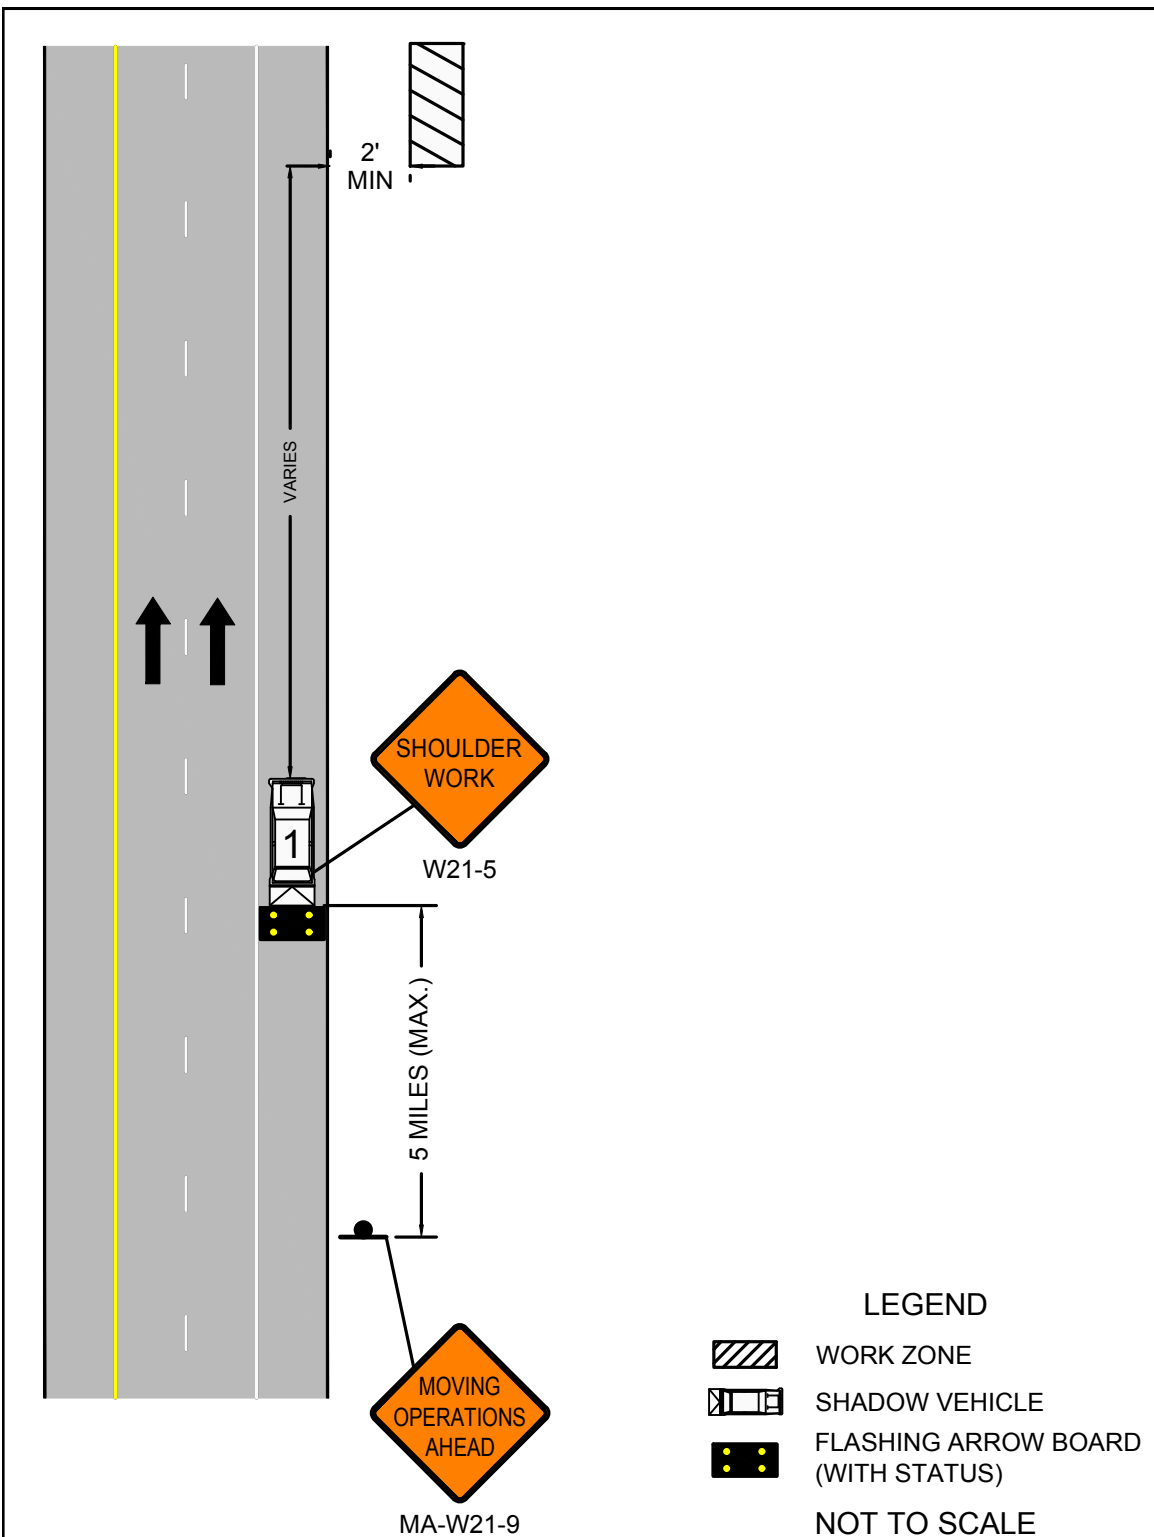 2'
MIN
VARIES
SHOULDER
WORK
1
W21-5
5 MILES (MAX.)
MOVING
OPERATIONS
AHEAD
MA-W21-9
LEGEND
WORK ZONE
SHADOW VEHICLE
FLASHING ARROW BOARD
(WITH STATUS)
NOT TO SCALE